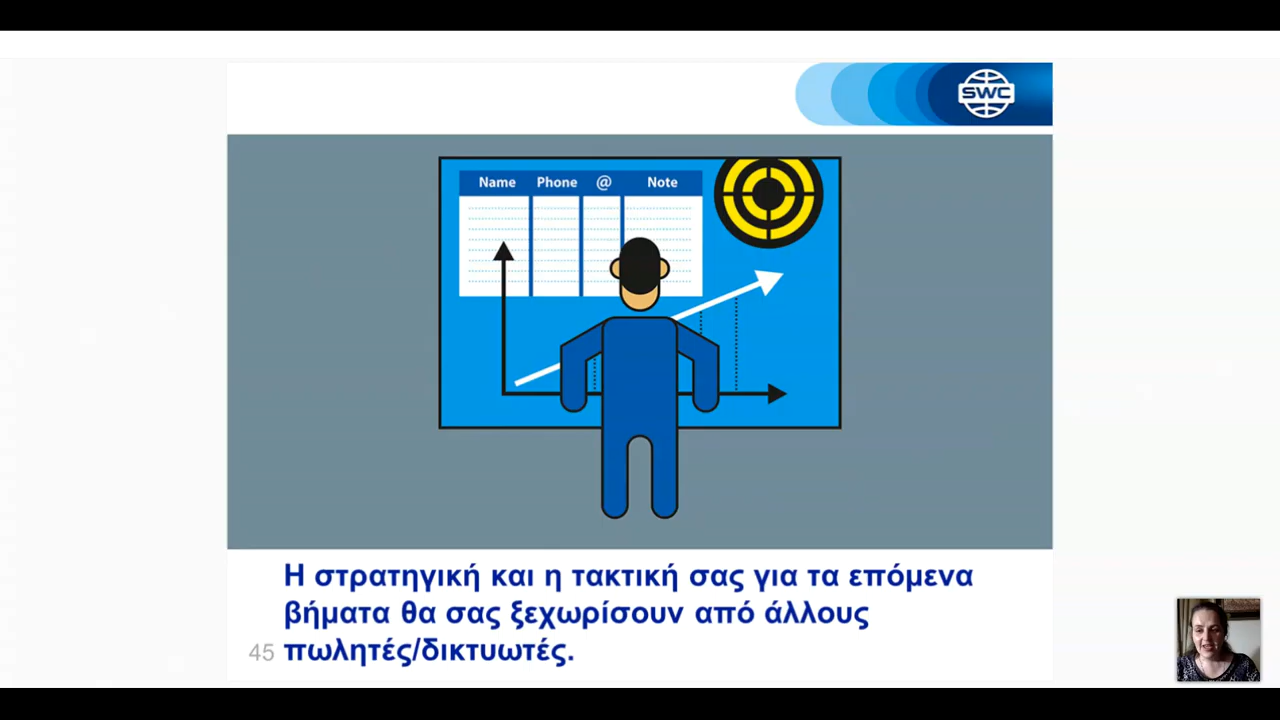 SWC
Name Phone @ Note
Η στρατηγική και η τακτική σας για τα επόμενα
βήματα θα σας ξεχωρίσουν από άλλους
45 πωλητές/δικτυωτές.